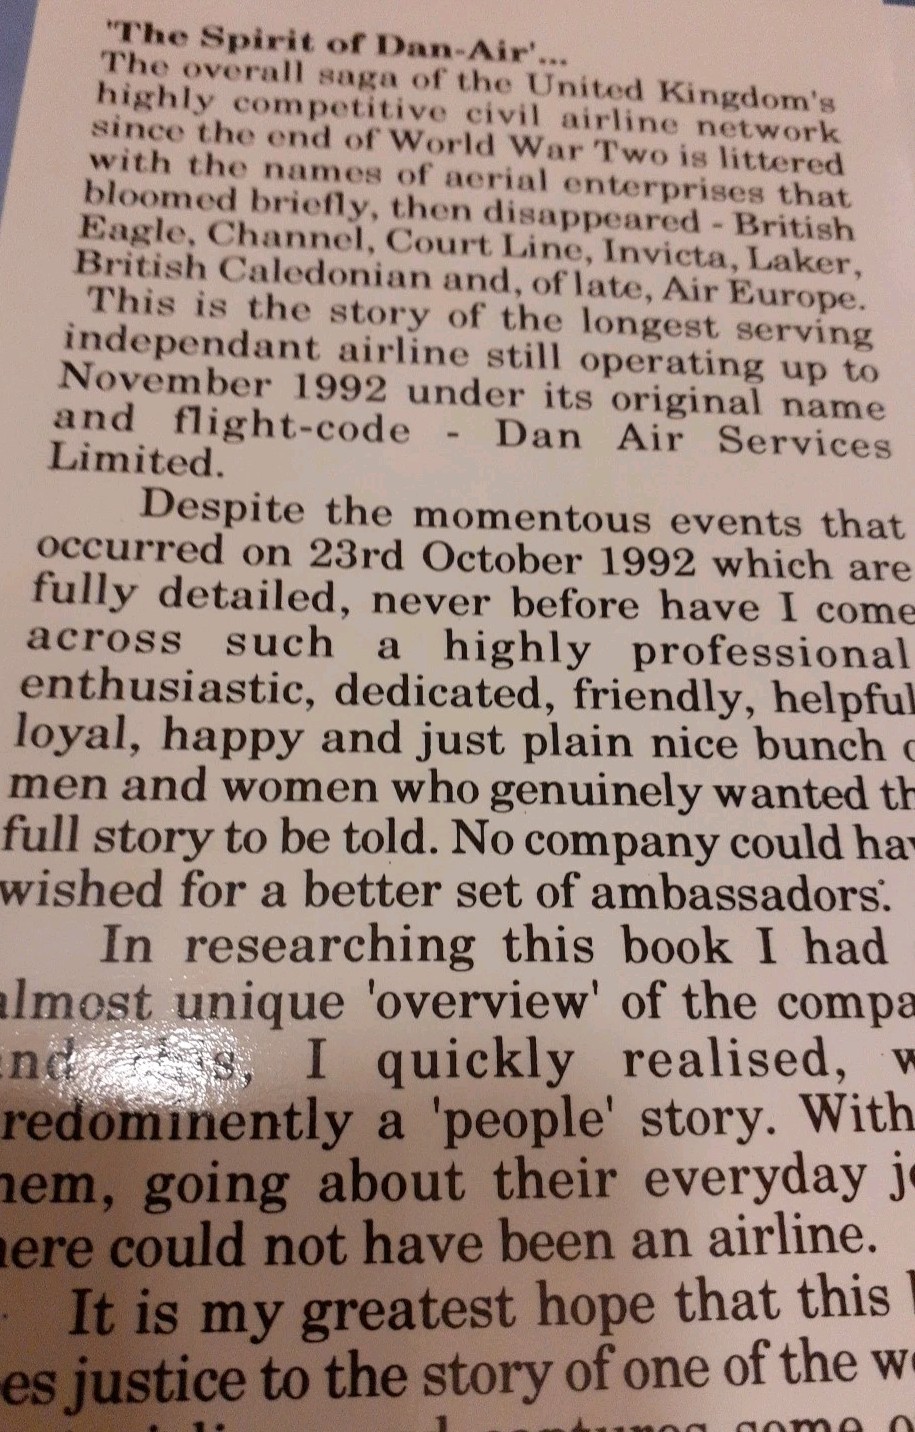 'The Spirit of Dan-Air'...
The overall saga of the United Kingdom's
highly competitive civil airline network
since the end of World War Two is littered
with the names of aerial enterprises that
bloomed briefly, then disappeared - British
Eagle, Channel, Court Line, Invicta, Laker,
British Caledonian and, of late, Air Europe.
This is the story of the longest serving
independant airline still operating up to
November 1992 under its original name
and flight-code - Dan Air Services
Limited.
Despite the momentous events that
occurred on 23rd October 1992 which are
fully detailed, never before have I come
across such a highly professional
enthusiastic, dedicated, friendly, helpful
loyal, happy and just plain nice bunch
men and women who genuinely wanted
full story to be told. No company could
wished for a better set of ambassadors.
In researching this book I had
almost unique 'overview' of the
I quickly realised,
redominently a 'people' story. With
going about their everyday
could not have been an airline.
It is my greatest hope that this
justice to the story of one of the
some